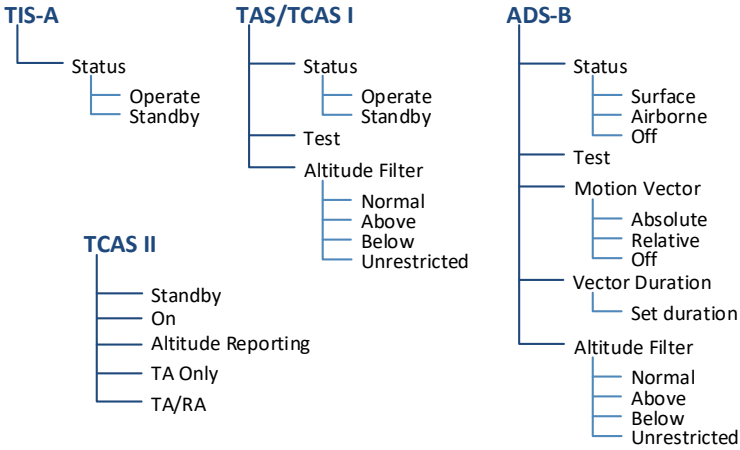 TIS-A
Status
Operate
Standby
TAS/TCAS I
Status
Operate
Standby
Test
Altitude Filter
Normal
Above
Below
Unrestricted
ADS-B
Status
Surface
Airborne
Off
Test
Motion Vector
Absolute
Relative
Off
Vector Duration
Set duration
Altitude Filter
Normal
Above
Below
Unrestricted
TCAS II
Standby
On
Altitude Reporting
TA Only
TA/RA